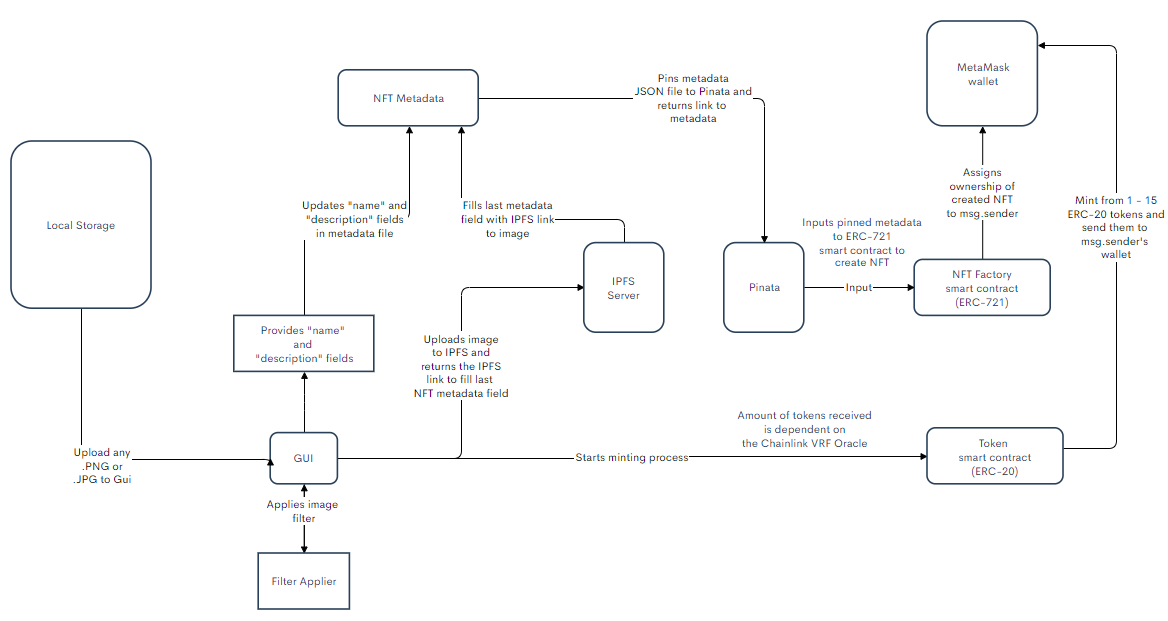 MetaMask
wallet
NFT Metadata
Pins metadata
JSON file to Pinata and
returns link to
metadata
Local Storage
Updates "name" and
"description" fields
in metadata file
Fills last metadata
field with IPFS link
to image
Assigns
ownership of
created NFT
to msg.sender
Mint from 1 - 15
ERC-20 tokens and
send them to
msg.sender's
wallet
Inputs pinned metadata
to ERC-721
smart contract to
create NFT
IPFS
Server
Pinata
Input
NFT Factory
smart contract
(ERC-721)
Provides "name"
and
"description" fields
Uploads image
to IPFS and
returns the IPFS
link to fill last
NFT metadata field
Amount of tokens received
is dependent on
the Chainlink VRF Oracle
Upload any
.PNG or
.JPG to Gui
GUI
Starts minting process
Token
smart contract
(ERC-20)
Applies image
filter
Filter Applier